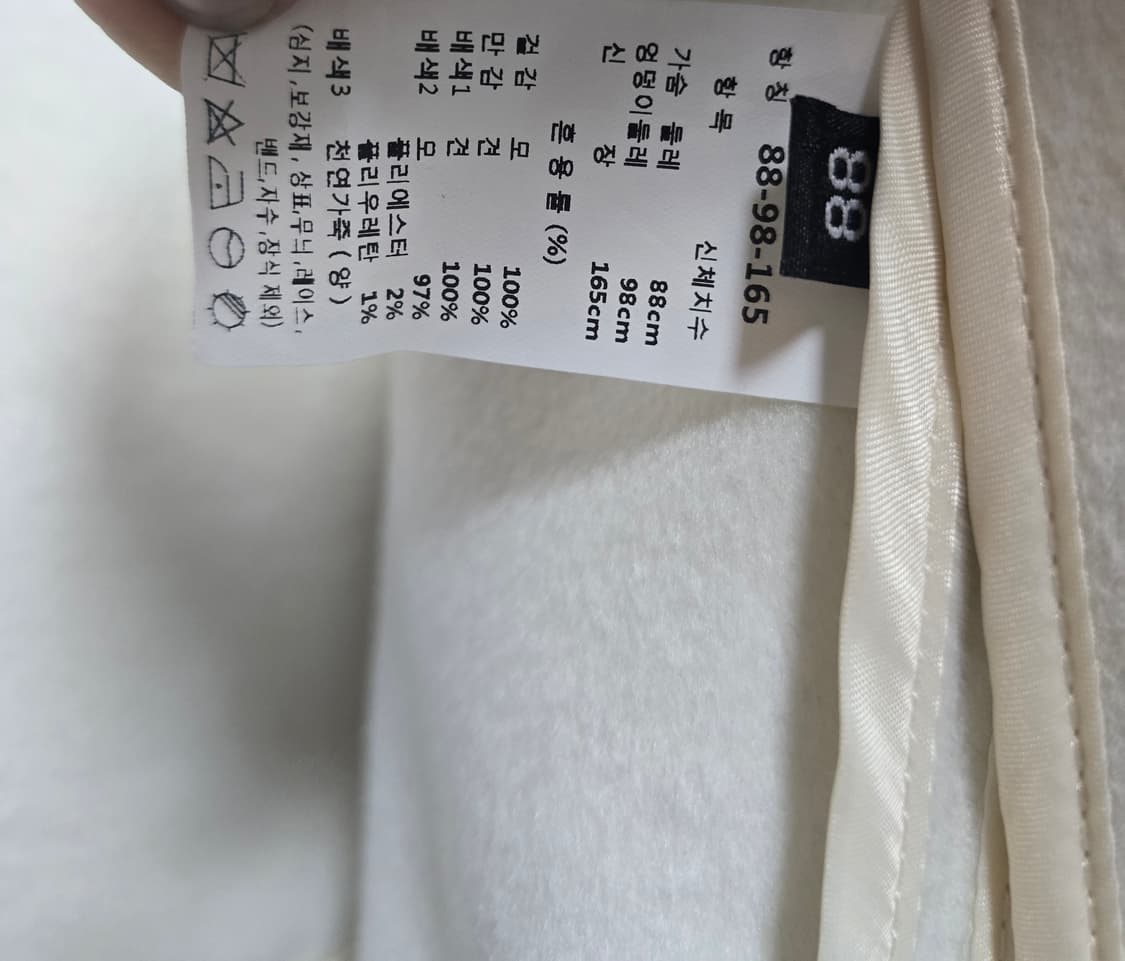 88
항 칭 88-98-165
항 목 신체치수
가슴 둘레 88cm
엉덩이둘레 98cm
신 장 165cm
혼 용 률 (%)
겉 감 모 100%
안 감 견 100%
배색1 견 100%
배색2 모 97%
폴리에스터 2%
폴리우레탄 1%
배색3 천연가죽 ( 양 )
(심지,보강재, 상표,무늬,레이스,
밴드,자수,장식 제외)